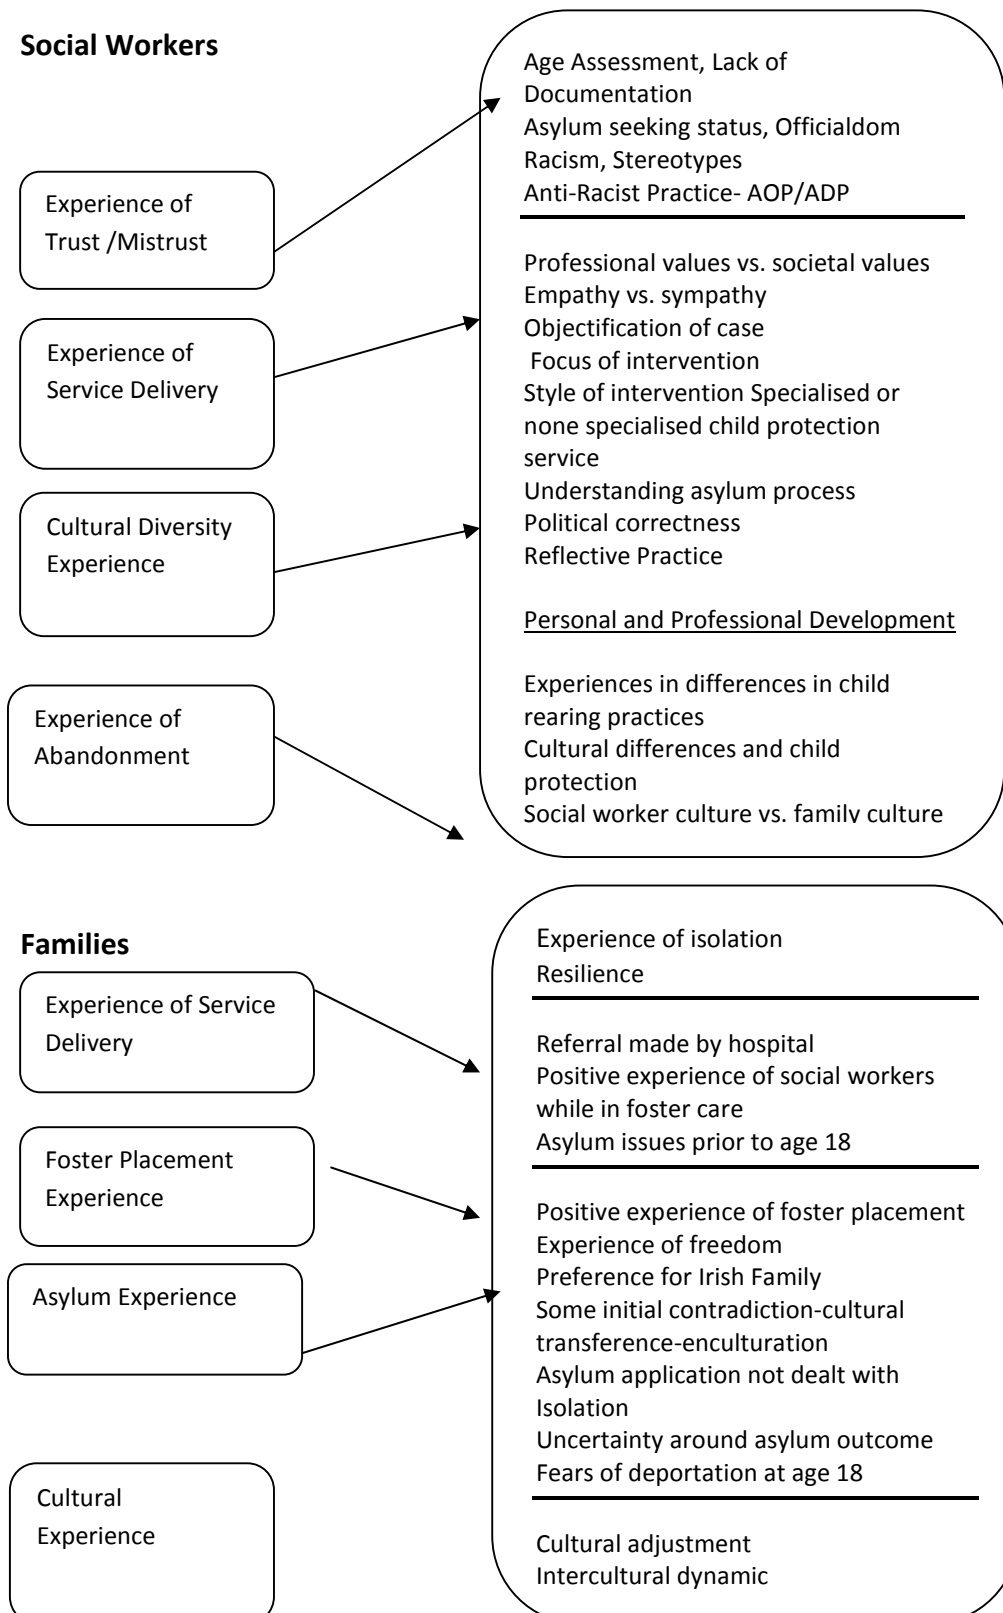 Social Workers
Experience of
Trust /Mistrust
Experience of
Service Delivery
Cultural Diversity
Experience
Experience of
Abandonment
Age Assessment, Lack of
Documentation
Asylum seeking status, Officialdom
Racism, Stereotypes
Anti-Racist Practice- AOP/ADP
Professional values vs. societal values
Empathy vs. sympathy
Objectification of case
Focus of intervention
Style of intervention Specialised or
none specialised child protection
service
Understanding asylum process
Political correctness
Reflective Practice
Personal and Professional Development
Experiences in differences in child
rearing practices
Cultural differences and child
protection
Social worker culture vs. family culture
Families
Experience of Service
Delivery
Foster Placement
Experience
Asylum Experience
Cultural
Experience
Experience of isolation
Resilience
Referral made by hospital
Positive experience of social workers
while in foster care
Asylum issues prior to age 18
Positive experience of foster placement
Experience of freedom
Preference for Irish Family
Some initial contradiction-cultural
transference-enculturation
Asylum application not dealt with
Isolation
Uncertainty around asylum outcome
Fears of deportation at age 18
Cultural adjustment
Intercultural dynamic